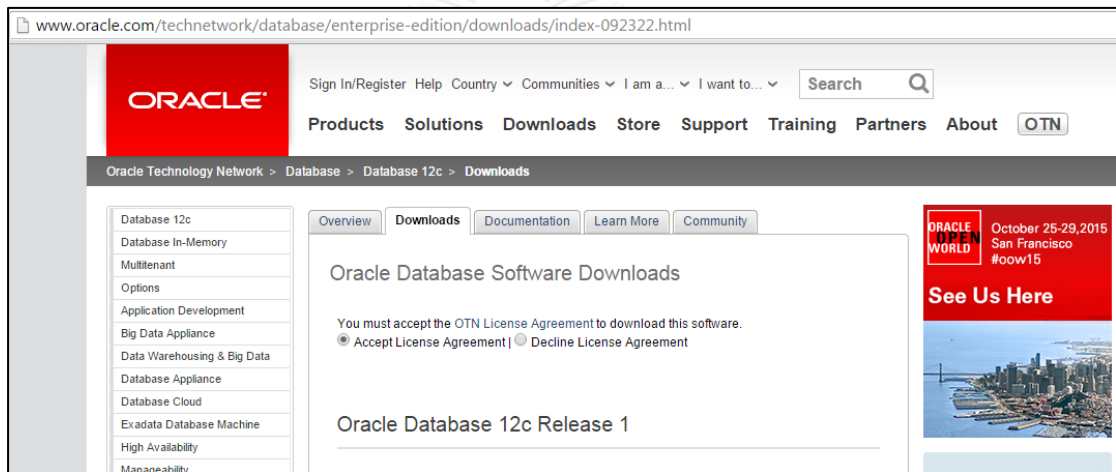 www.oracle.com/technetwork/database/enterprise-edition/downloads/index-092322.html
ORACLE
Sign In/Register Help Country Communities I am a... I want to... Search
Products Solutions Downloads Store Support Training Partners About OTN
Oracle Technology Network > Database > Database 12c > Downloads
Database 12c
Database In-Memory
Multitenant
Options
Application Development
Big Data Appliance
Data Warehousing & Big Data
Database Appliance
Database Cloud
Exadata Database Machine
High Availability
Manageability
Overview Downloads Documentation Learn More Community
Oracle Database Software Downloads
You must accept the OTN License Agreement to download this software.
Accept License Agreement | Decline License Agreement
Oracle Database 12c Release 1
ORACLE
OPEN
WORLD
October 25-29,2015
San Francisco
#oow15
See Us Here